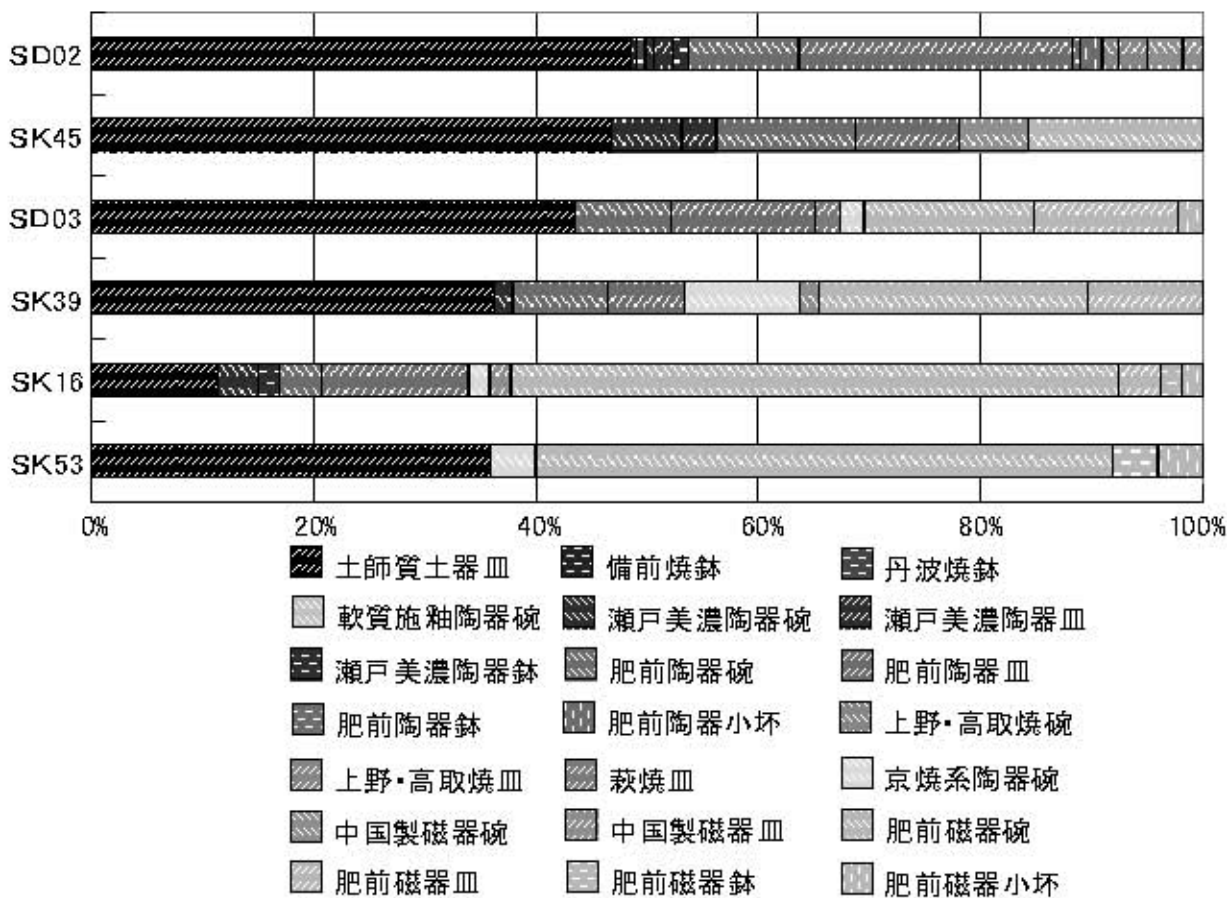 SD02
SK45
SD03
SK39
SK16
SK53
0% 20% 40% 60% 80% 100%
土師質土器皿 備前焼鉢 丹波焼鉢
軟質施釉陶器碗 瀬戸美濃陶器碗 瀬戸美濃陶器皿
瀬戸美濃陶器鉢 肥前陶器碗 肥前陶器皿
肥前陶器鉢 肥前陶器小坏 上野・高取焼碗
上野・高取焼皿 萩焼皿 京焼系陶器碗
中国製磁器碗 中国製磁器皿 肥前磁器碗
肥前磁器皿 肥前磁器鉢 肥前磁器小坏